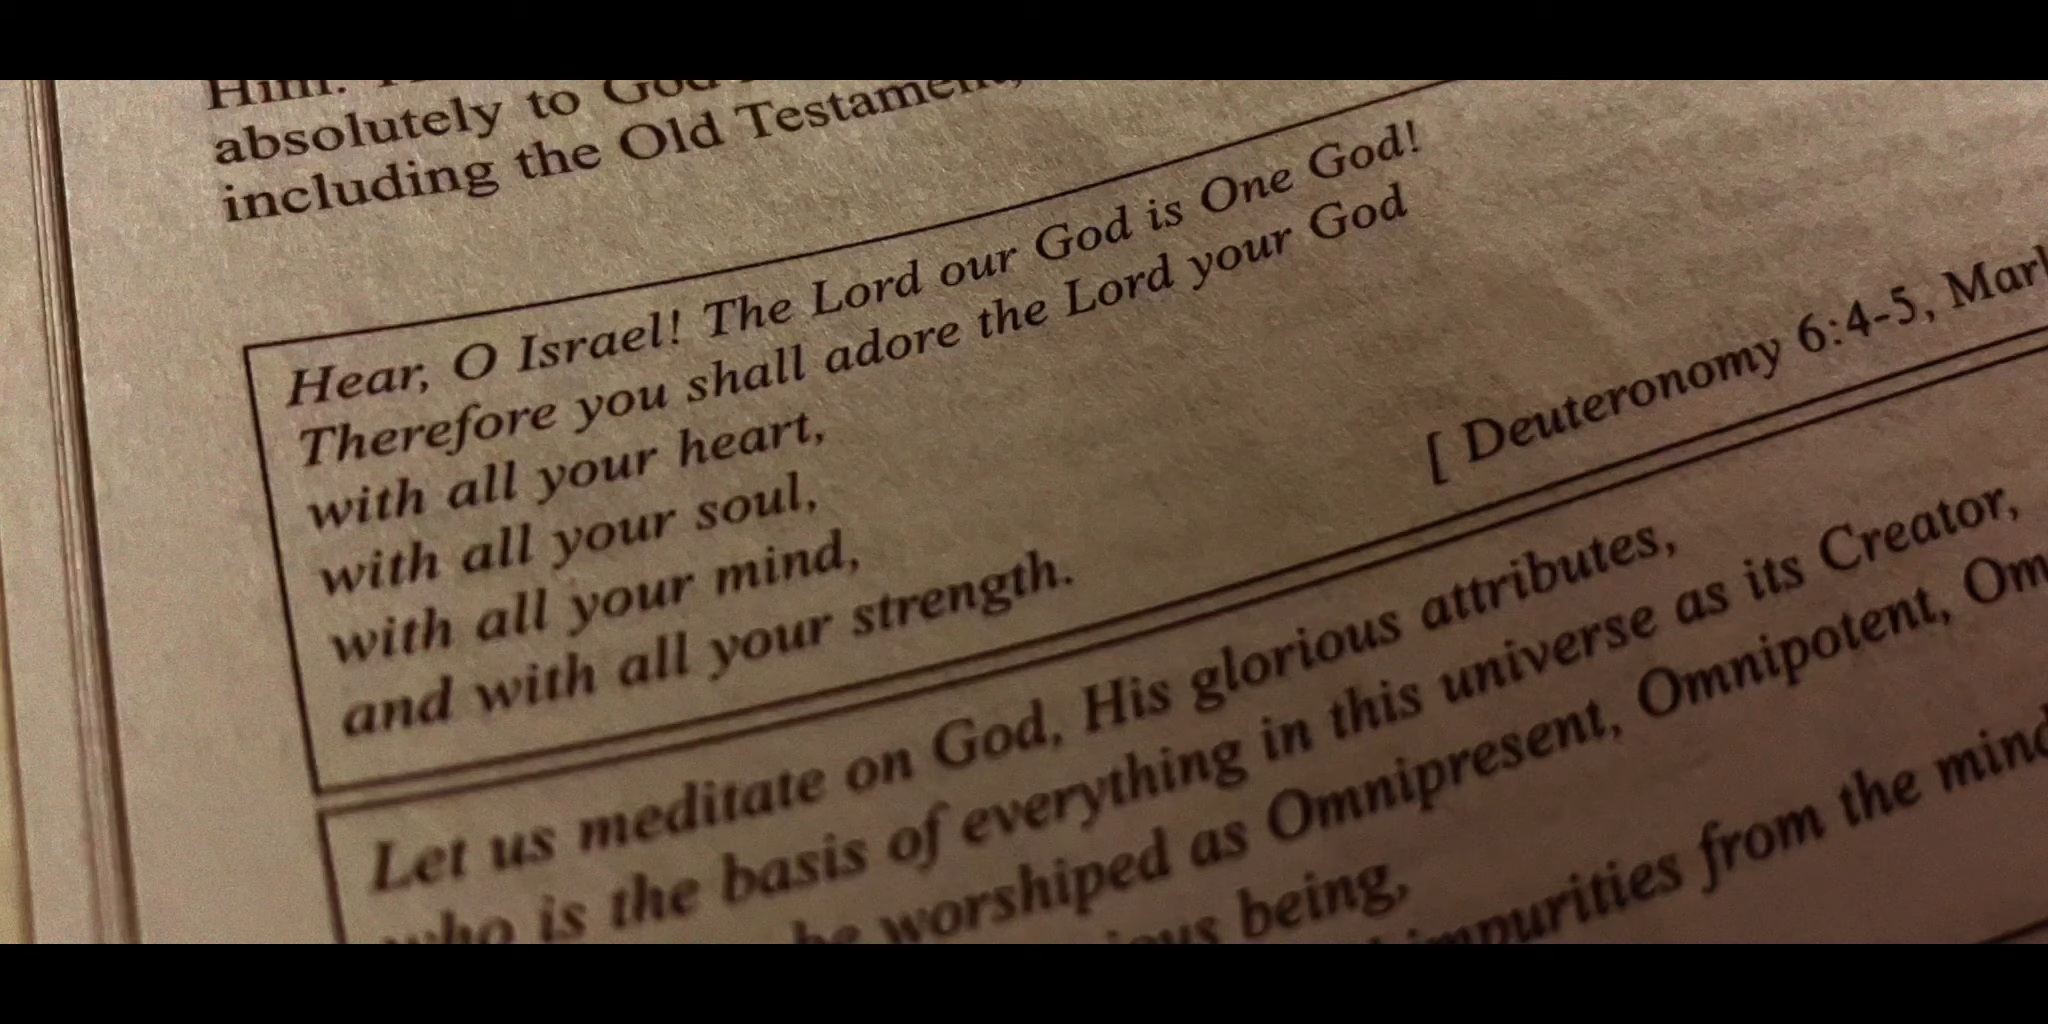 Him.
absolutely to God
including the Old Testament,
Hear, O Israel! The Lord our God is One God!
Therefore you shall adore the Lord your God
with all your heart,
with all your soul,
with all your mind,
and with all your strength.
[ Deuteronomy 6:4-5, Mark
Let us meditate on God, His glorious attributes,
who is the basis of everything in this universe as its Creator,
be worshiped as Omnipresent, Omnipotent, Om
being,
impurities from the mind